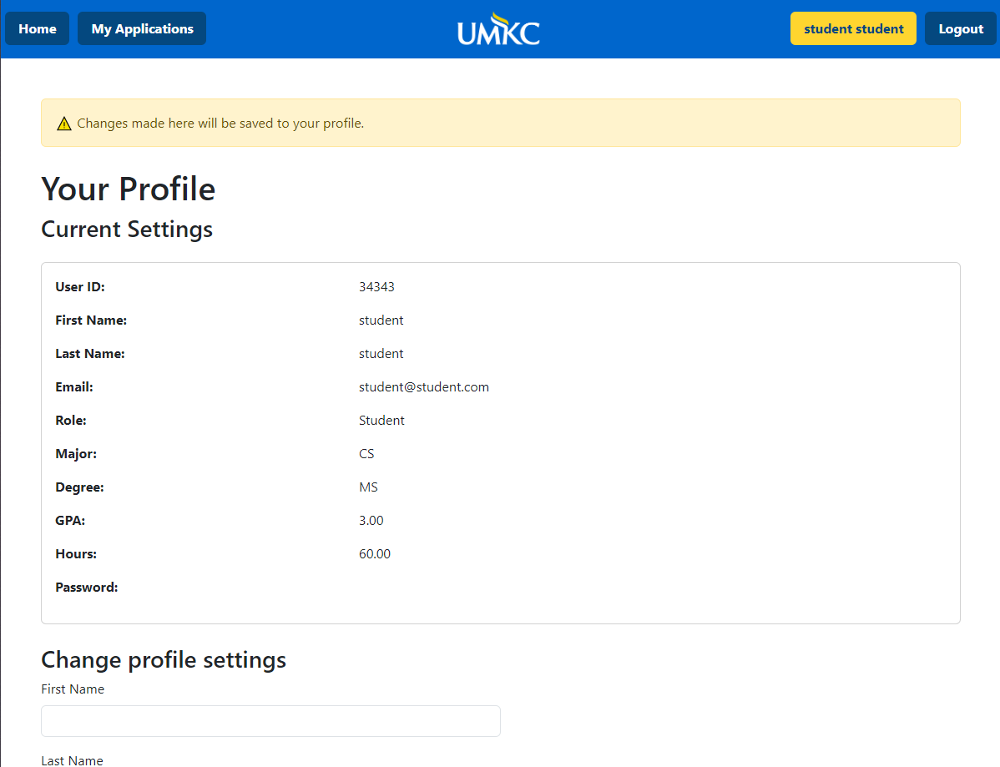 Home My Applications UMKC student student Logout
Changes made here will be saved to your profile.
Your Profile
Current Settings
User ID: 34343
First Name: student
Last Name: student
Email: student@student.com
Role: Student
Major: CS
Degree: MS
GPA: 3.00
Hours: 60.00
Password:
Change profile settings
First Name
Last Name